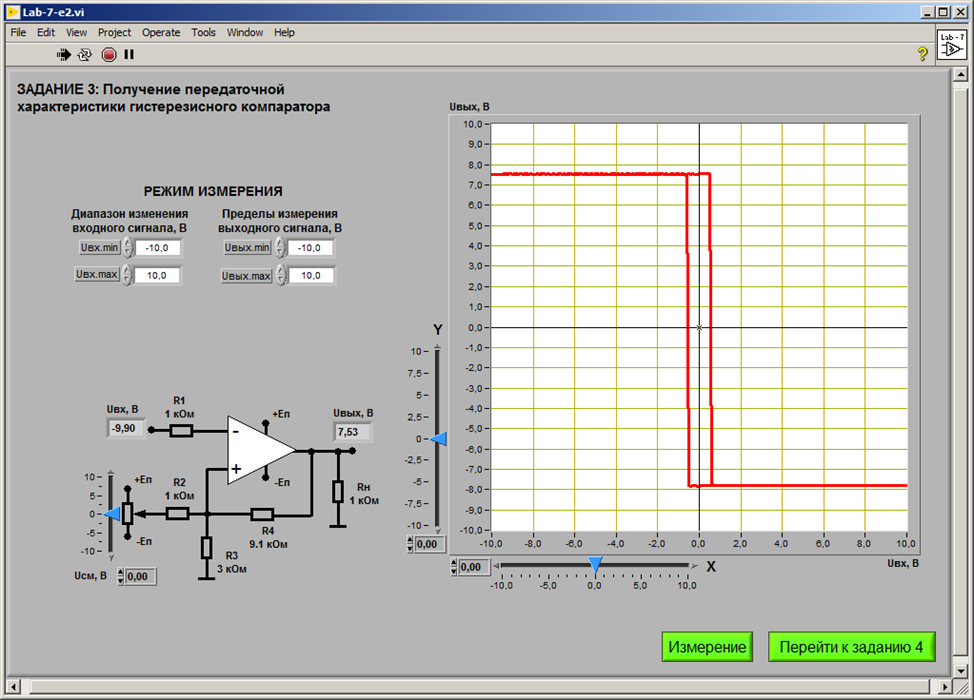 Lab-7-e2.vi
File Edit View Project Operate Tools Window Help
Lab - 7
ЗАДАНИЕ 3: Получение передаточной
характеристики гистерезисного компаратора
РЕЖИМ ИЗМЕРЕНИЯ
Диапазон изменения
входного сигнала, В
Uвх.min -10,0
Uвх.max 10,0
Пределы измерения
выходного сигнала, В
Uвых.min -10,0
Uвых.max 10,0
Uвых, В
10,0
9,0
8,0
7,0
6,0
5,0
4,0
3,0
2,0
1,0
0,0
-1,0
-2,0
-3,0
-4,0
-5,0
-6,0
-7,0
-8,0
-9,0
-10,0
-10,0 -8,0 -6,0 -4,0 -2,0 0,0 2,0 4,0 6,0 8,0 10,0
Uвх, В
Y
10
7,5
5
2,5
0
-2,5
-5
-7,5
-10
0,00
0,00
X
-10,0 -5,0 0,0 5,0 10,0
Uвх, В
-9,90
R1
1 кОм
+Eп
-
+
-Eп
Uвых, В
7,53
Rн
1 кОм
10
5
0
-5
-10
+Eп
-Eп
R2
1 кОм
R4
9.1 кОм
R3
3 кОм
Uсм, В 0,00
Измерение
Перейти к заданию 4